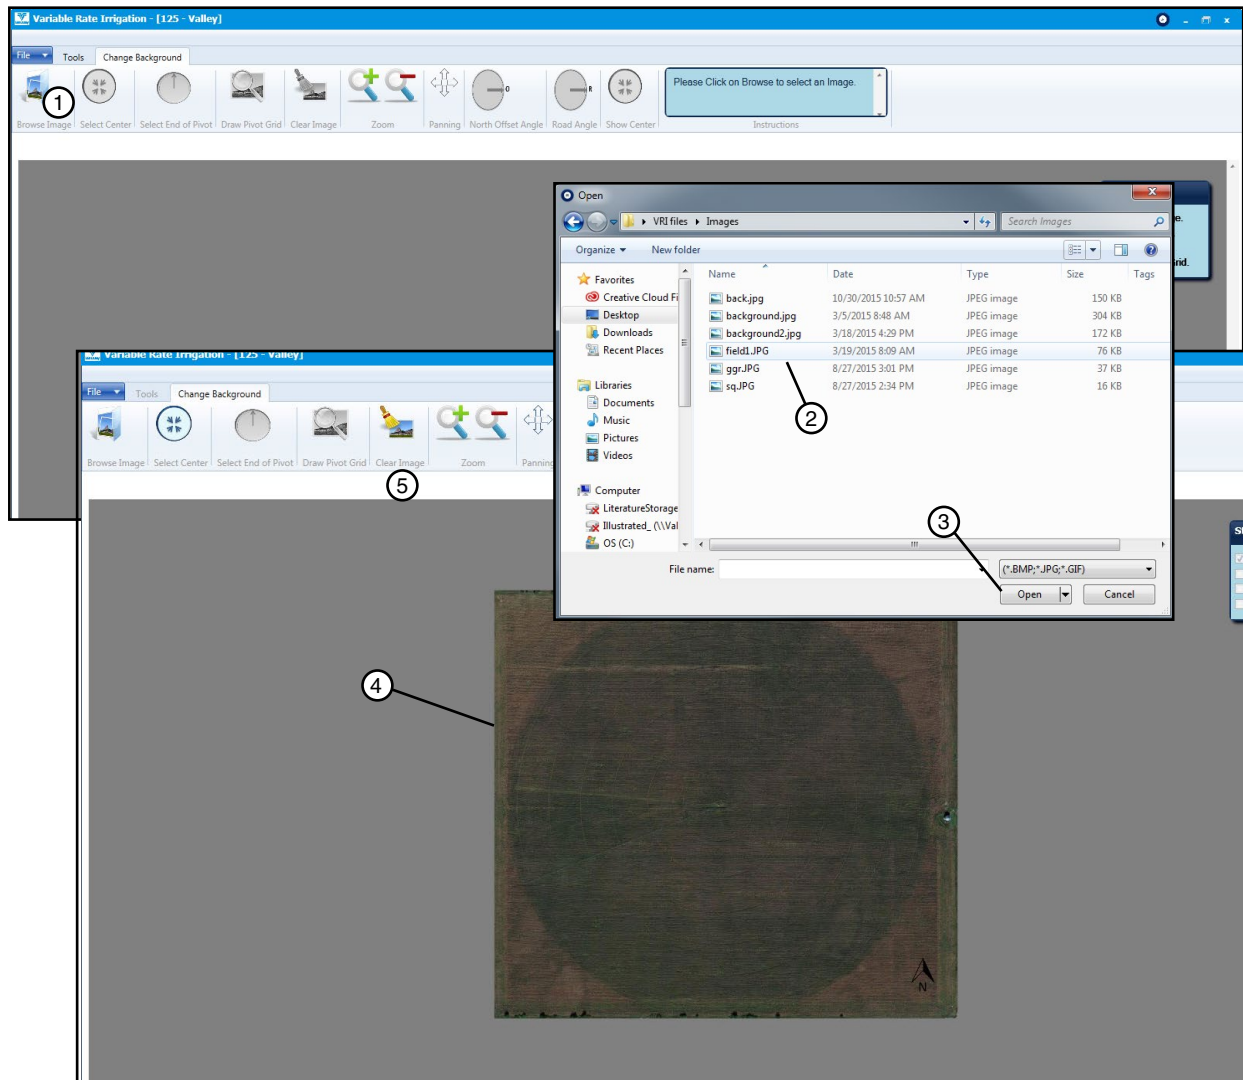 Variable Rate Irrigation - [125 - Valley]
File Tools Change Background
1
Browse Image Select Center Select End of Pivot Draw Pivot Grid Clear Image Zoom Panning North Offset Angle Road Angle Show Center Instructions
O
R
Please Click on Browse to select an Image.
Open
VRI files Images
Search Images
e.
Organize New folder
rid.
Name Date Type Size Tags
Favorites
Creative Cloud Fi
Desktop
Downloads
Recent Places
Libraries
Documents
Music
Pictures
Videos
Computer
LiteratureStorage
Illustrated_ (\\Val
OS (C:)
back.jpg 10/30/2015 10:57 AM JPEG image 150 KB
background.jpg 3/5/2015 8:48 AM JPEG image 304 KB
background2.jpg 3/18/2015 4:29 PM JPEG image 172 KB
field1.JPG 3/19/2015 8:09 AM JPEG image 76 KB
ggr.JPG 8/27/2015 3:01 PM JPEG image 37 KB
sq.JPG 8/27/2015 2:34 PM JPEG image 16 KB
2
3
File name: (*.BMP;*.JPG;*.GIF)
Open Cancel
Variable Rate Irrigation - [125 - Valley]
File Tools Change Background
Browse Image Select Center Select End of Pivot Draw Pivot Grid Clear Image Zoom Panning
5
St
4
N